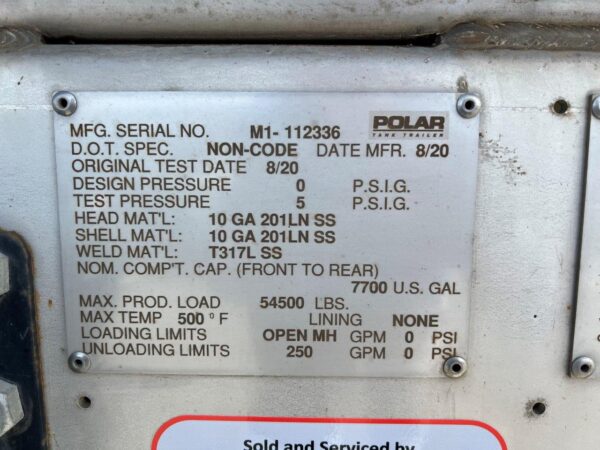 POLAR
TANK TRAILER
MFG. SERIAL NO. M1- 112336
D.O.T. SPEC. NON-CODE DATE MFR. 8/20
ORIGINAL TEST DATE 8/20
DESIGN PRESSURE 0 P.S.I.G.
TEST PRESSURE 5 P.S.I.G.
HEAD MAT'L: 10 GA 201LN SS
SHELL MAT'L: 10 GA 201LN SS
WELD MAT'L: T317L SS
NOM. COMP'T. CAP. (FRONT TO REAR)
7700 U.S. GAL
MAX. PROD. LOAD 54500 LBS.
MAX TEMP 500 ° F LINING NONE
LOADING LIMITS OPEN MH GPM 0 PSI
UNLOADING LIMITS 250 GPM 0 PSI
Sold and Serviced by